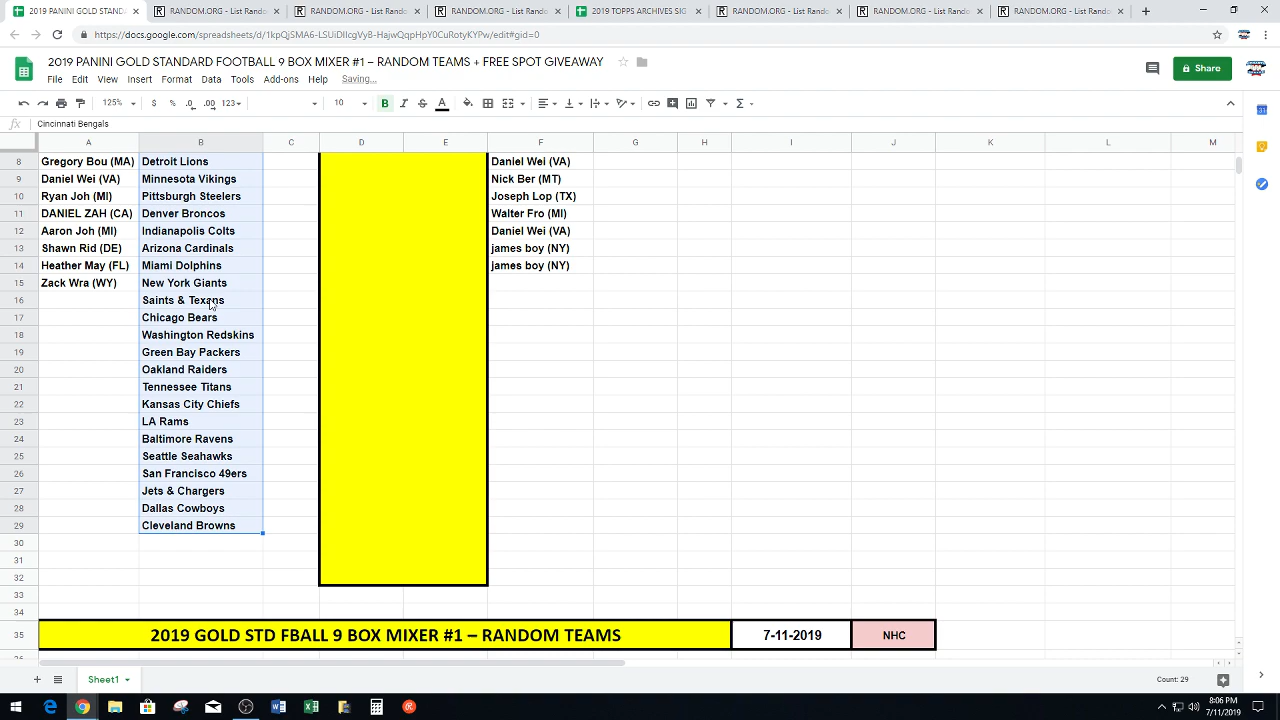 2019 PANINI GOLD STAND
RANDOM.ORG - List Random
RANDOM.ORG - List Random
RANDOM.ORG - List Random
2019 TOPPS ARCHIVES SIG
RANDOM.ORG - List Random
RANDOM.ORG - List Random
RANDOM.ORG - List Random
https://docs.google.com/spreadsheets/d/1kpQjSMA6-LSUiDIlcgVyB-HajwQqpHpY0CuRotyKYPw/edit#gid=0
2019 PANINI GOLD STANDARD FOOTBALL 9 BOX MIXER #1 – RANDOM TEAMS + FREE SPOT GIVEAWAY
File Edit View Insert Format Data Tools Add-ons Help Saving...
Share
125% $ % .0 .00 123 10 B I S A
fx Cincinnati Bengals
A B C D E F G H I J K L M
8 Gregory Bou (MA) Detroit Lions Daniel Wei (VA)
9 Daniel Wei (VA) Minnesota Vikings Nick Ber (MT)
10 Ryan Joh (MI) Pittsburgh Steelers Joseph Lop (TX)
11 DANIEL ZAH (CA) Denver Broncos Walter Fro (MI)
12 Aaron Joh (MI) Indianapolis Colts Daniel Wei (VA)
13 Shawn Rid (DE) Arizona Cardinals james boy (NY)
14 Heather May (FL) Miami Dolphins james boy (NY)
15 Zack Wra (WY) New York Giants
16 Saints & Texans
17 Chicago Bears
18 Washington Redskins
19 Green Bay Packers
20 Oakland Raiders
21 Tennessee Titans
22 Kansas City Chiefs
23 LA Rams
24 Baltimore Ravens
25 Seattle Seahawks
26 San Francisco 49ers
27 Jets & Chargers
28 Dallas Cowboys
29 Cleveland Browns
30
31
32
33
34
35 2019 GOLD STD FBALL 9 BOX MIXER #1 – RANDOM TEAMS 7-11-2019 NHC
Sheet1
Count: 29
8:06 PM
7/11/2019